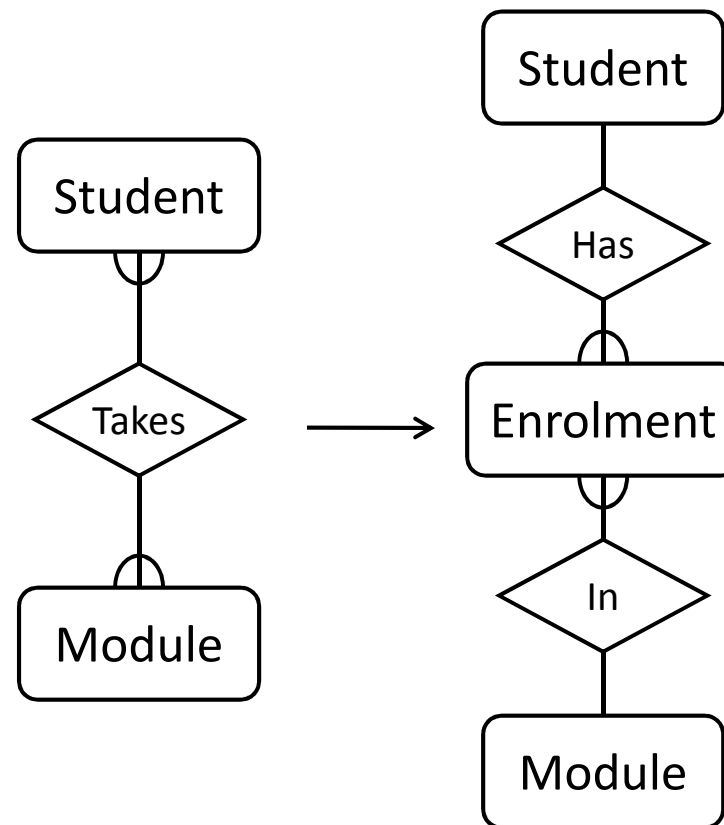 Student
Takes
Module
Student
Has
Enrolment
In
Module